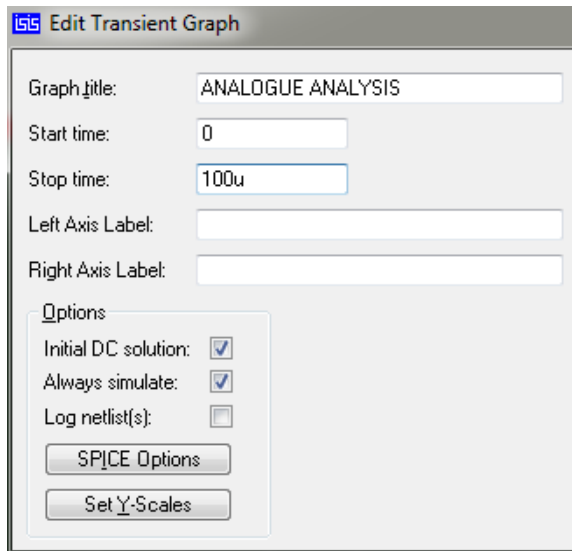 isis Edit Transient Graph
Graph title: ANALOGUE ANALYSIS
Start time: 0
Stop time: 100u
Left Axis Label:
Right Axis Label:
Options
Initial DC solution:
Always simulate:
Log netlist(s):
SPICE Options
Set Y-Scales